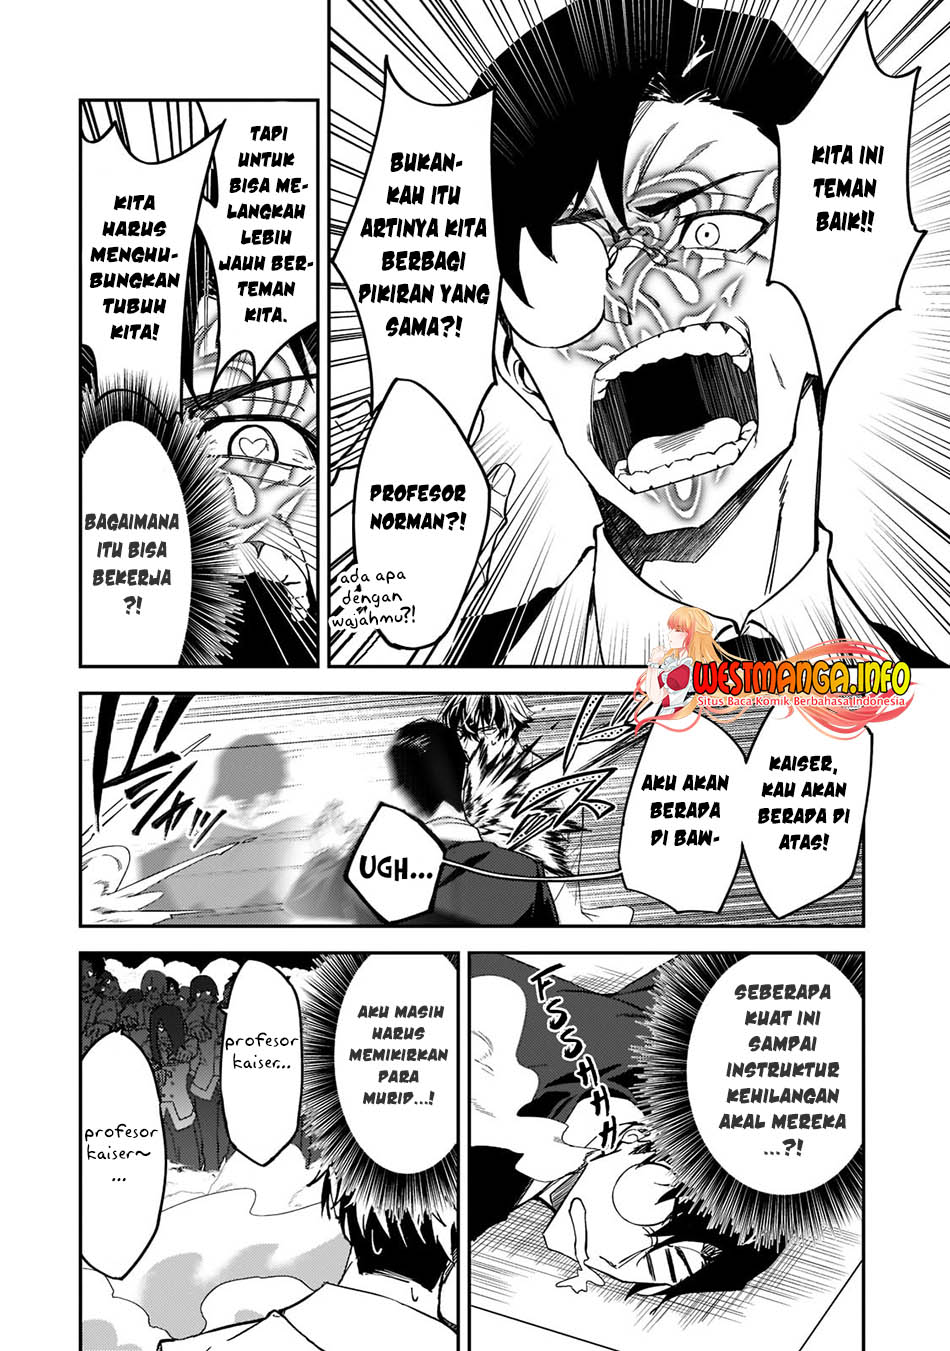 KITA INI
TEMAN
BAIK!!
BUKAN-
KAH ITU
ARTINYA KITA
BERBAGI
PIKIRAN YANG
SAMA?!
PROFESOR
NORMAN?!
ada apa
dengan
wajahmu?!
TAPI
UNTUK
BISA ME-
LANGKAH
LEBIH
JAUH BER-
TEMAN
KITA.
KITA
HARUS
MENGHU-
BUNGKAN
TUBUH
KITA!
BAGAIMANA
ITU BISA
BEKERJA
?!
WESTMANGA.INFO
Situs Baca Komik Berbahasa Indonesia
KAISER,
KAU AKAN
BERADA DI
ATAS!
AKU AKAN
BERADA
DI BAW-
UGH...
SEBERAPA
KUAT INI
SAMPAI
INSTRUKTUR
KEHILANGAN
AKAL MEREKA
...?!
FSSHHH
AKU MASIH
HARUS
MEMIKIRKAN
PARA
MURID...!
profesor
kaiser...
profesor
kaiser~
...